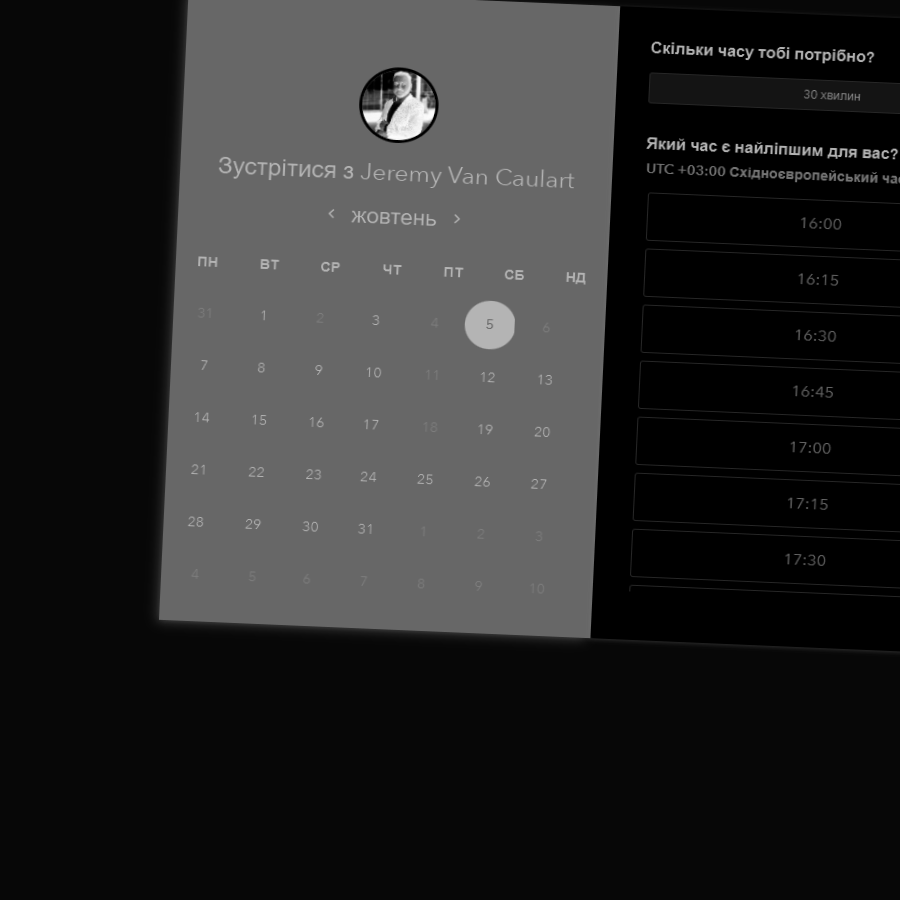 Зустрітися з Jeremy Van Caulart
жовтень
ПН ВТ СР ЧТ ПТ СБ НД
31 1 2 3 4 5 6
7 8 9 10 11 12 13
14 15 16 17 18 19 20
21 22 23 24 25 26 27
28 29 30 31 1 2 3
4 5 6 7 8 9 10
Скільки часу тобі потрібно?
30 хвилин
Який час є найліпшим для вас?
UTC +03:00 Східноєвропейський
16:00
16:15
16:30
16:45
17:00
17:15
17:30